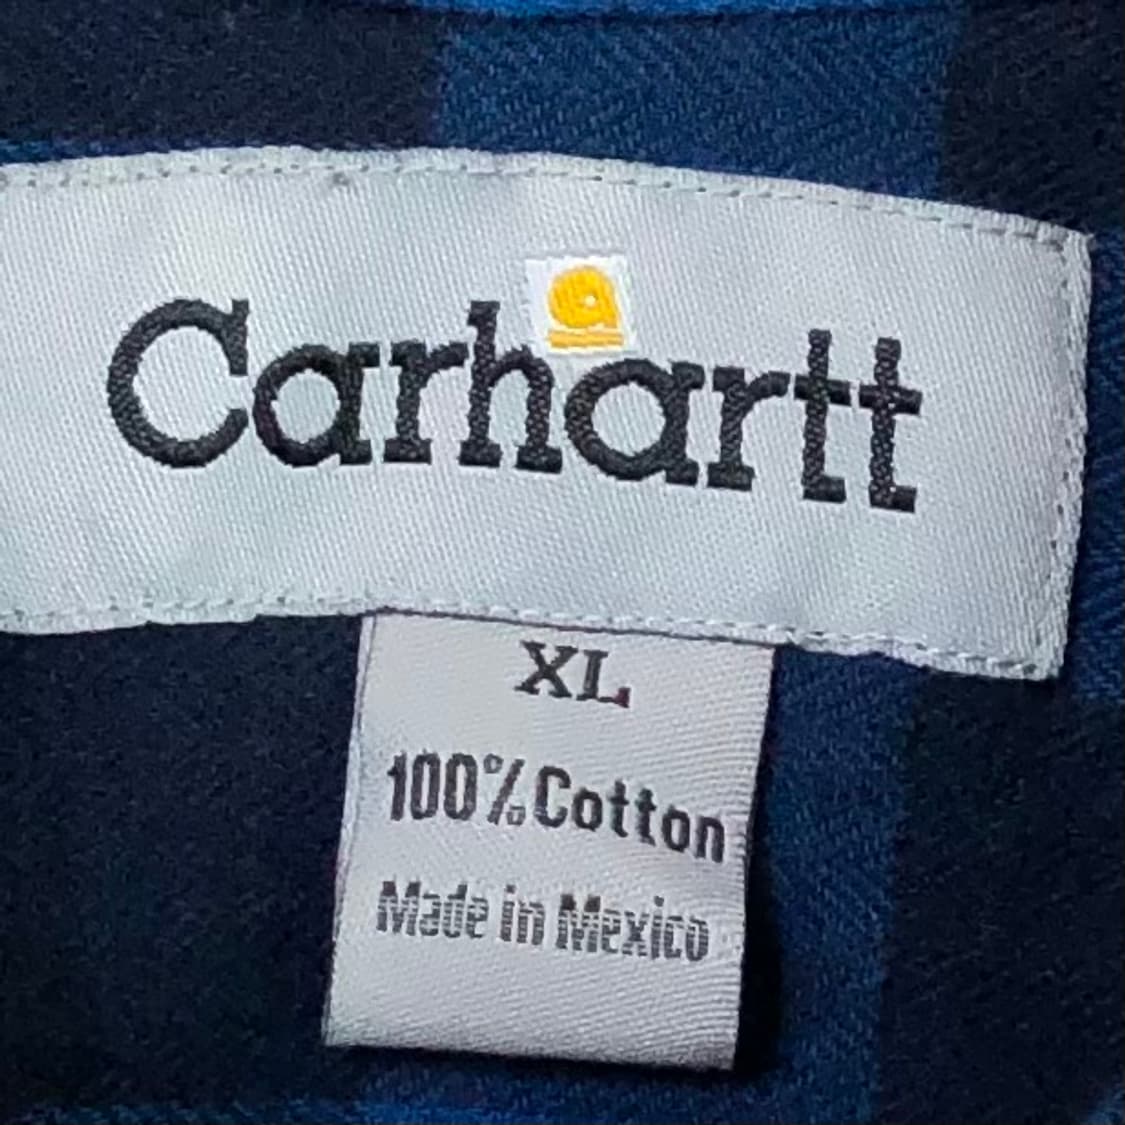 Carhartt
XL
100% Cotton
Made in Mexico